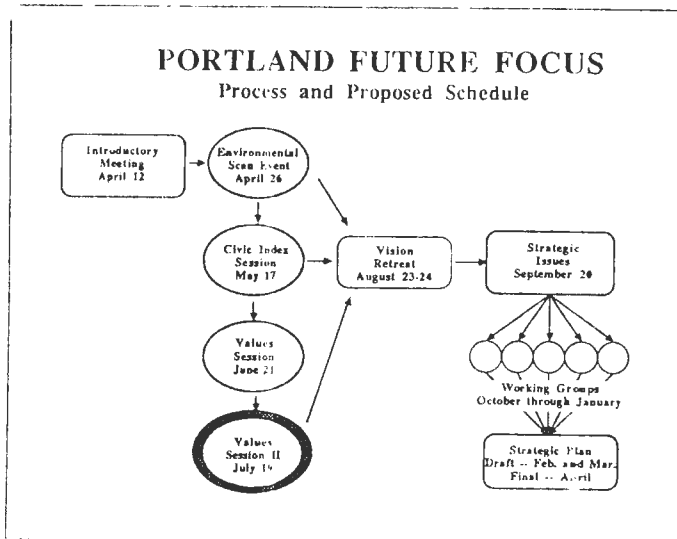 PORTLAND FUTURE FOCUS
Process and Proposed Schedule
Introductory
Meeting
April 12
Environmental
Scan Event
April 26
Civic Index
Session
May 17
Vision
Retreat
August 23-24
Strategic
Issues
September 20
Values
Session
June 21
Working Groups
October through January
Values
Session II
July 19
Strategic Plan
Draft -- Feb. and Mar.
Final -- April